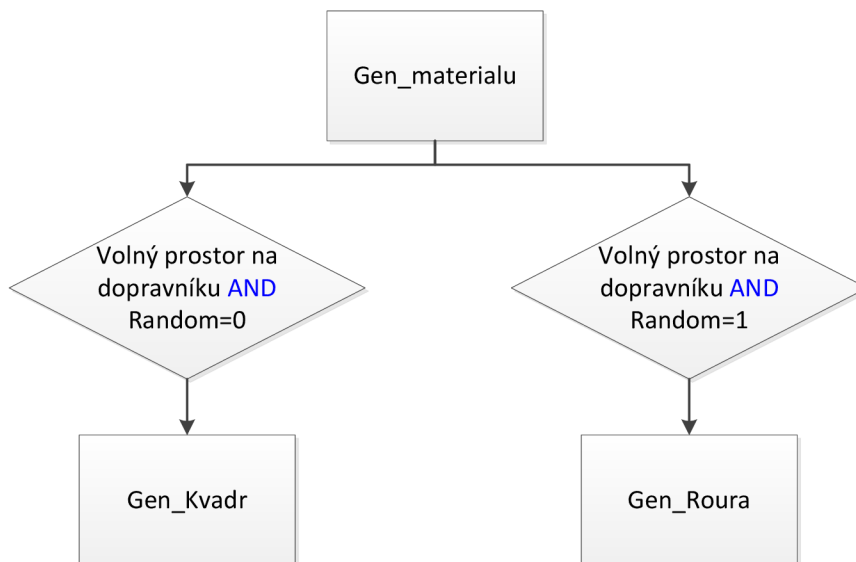 Gen_materialu
Volný prostor na
dopravníku AND
Random=0
Volný prostor na
dopravníku AND
Random=1
Gen_Kvadr
Gen_Roura